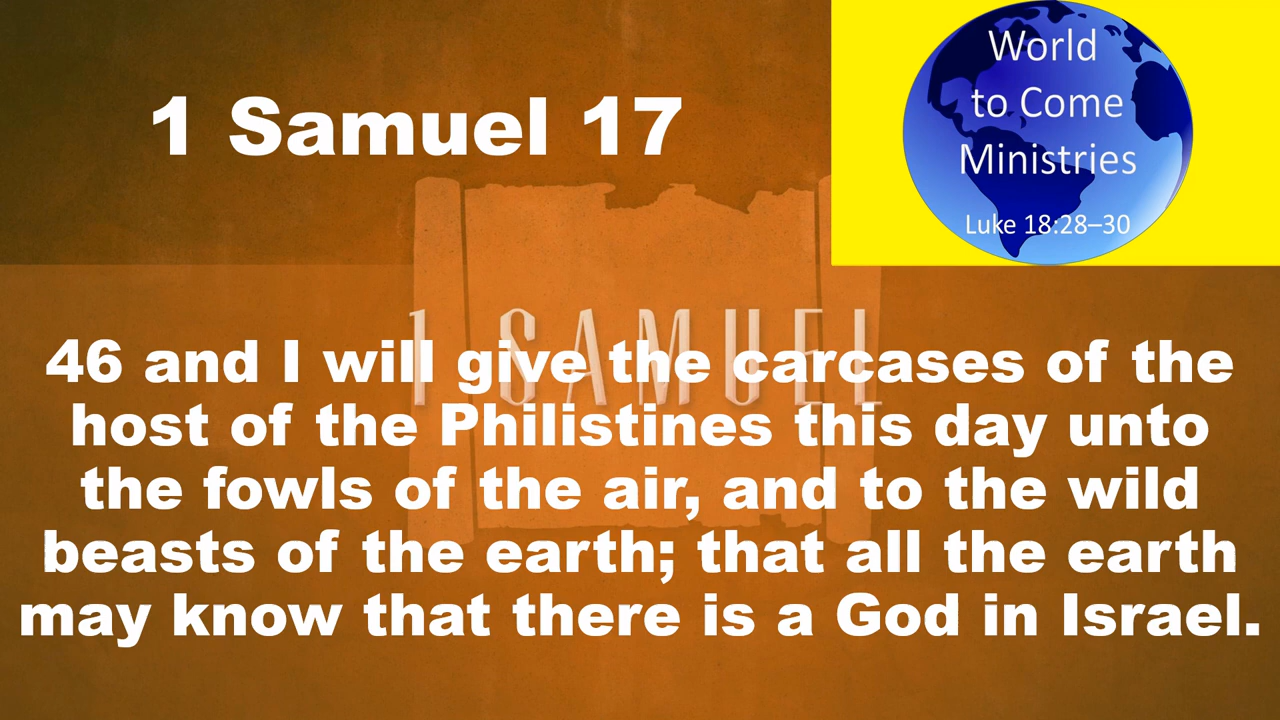 1 Samuel 17
World
to Come
Ministries
Luke 18:28–30
1 SAMUEL
46 and I will give the carcases of the
host of the Philistines this day unto
the fowls of the air, and to the wild
beasts of the earth; that all the earth
may know that there is a God in Israel.